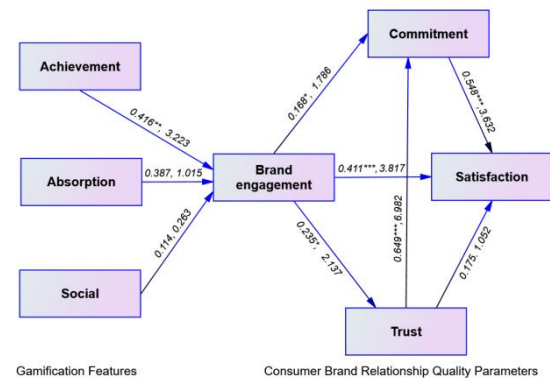 Commitment
Achievement
0.168*, 1.786
0.548***, 3.632
0.416**, 3.223
Absorption
0.387, 1.015
Brand
engagement
0.411***, 3.817
Satisfaction
0.114, 0.263
0.235*, 2.137
0.649***, 6.982
0.175, 1.052
Social
Trust
Gamification Features
Consumer Brand Relationship Quality Parameters